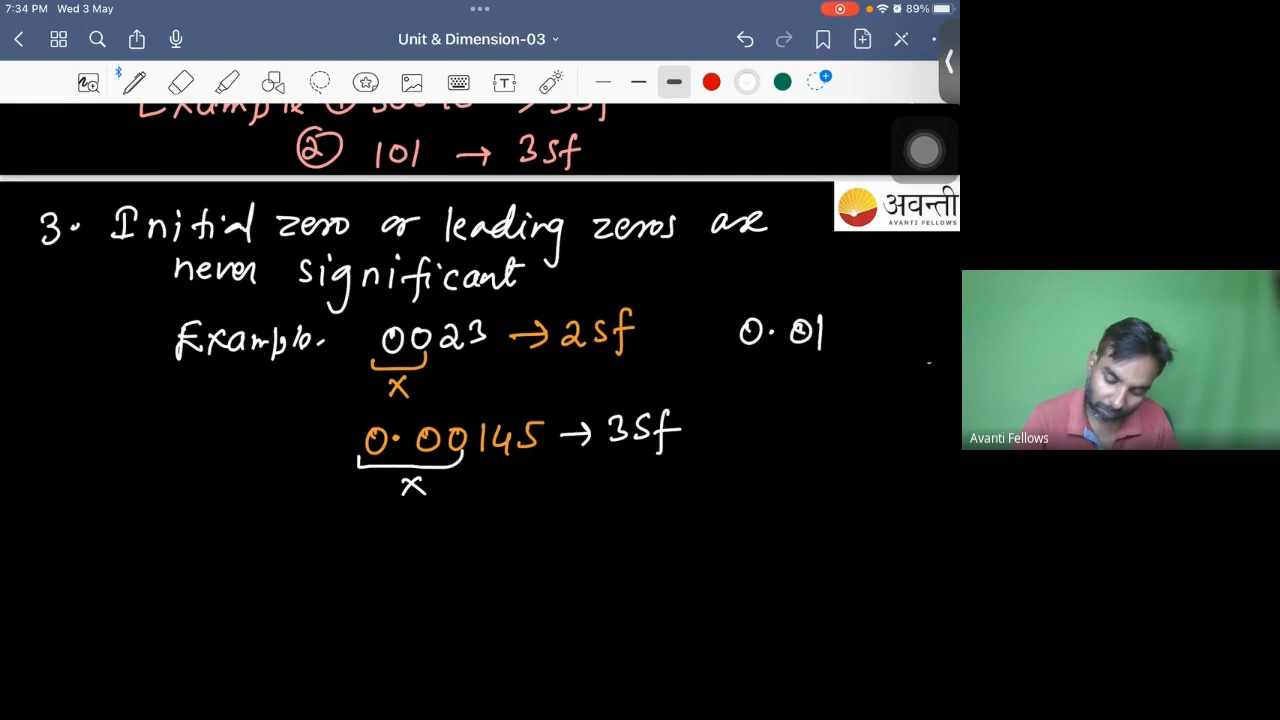 7:34 PM Wed 3 May
89%
Unit & Dimension-03
② 101 → 3Sf
अवन्ती
AVANTI FELLOWS
3. Initial zero or leading zeros are
never significant
Example. 0023 → 2Sf 0.01
x
0.00145 → 3Sf
x
Avanti Fellows